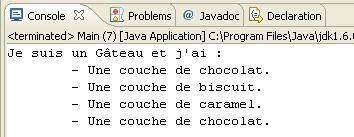 Console Problems @ Javadoc Declaration
<terminated> Main (7) [Java Application] C:\Program Files\Java\jdk1.6.0
Je suis un Gâteau et j'ai :
- Une couche de chocolat.
- Une couche de biscuit.
- Une couche de caramel.
- Une couche de chocolat.